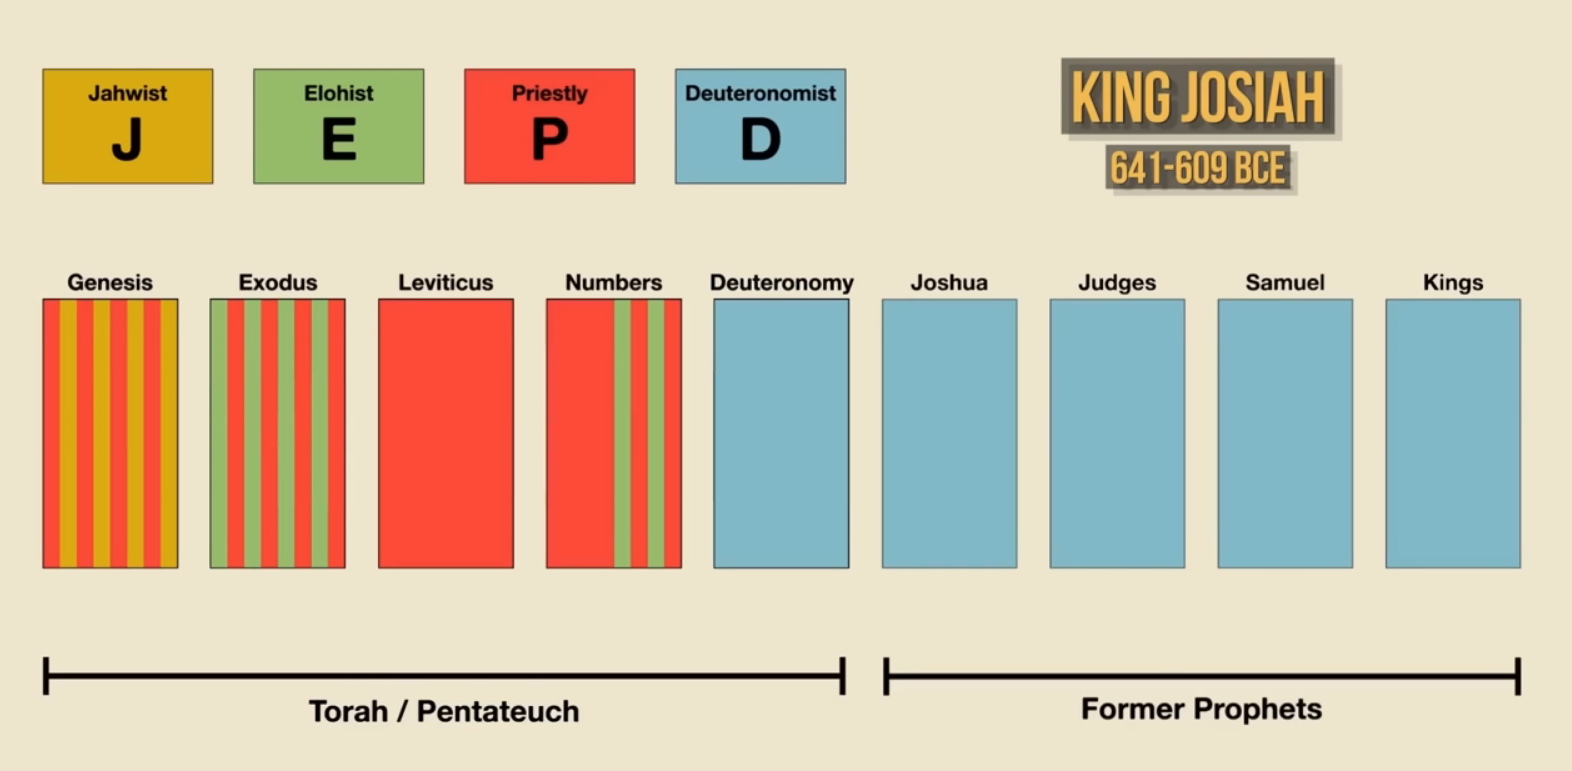 Jahwist
J
Elohist
E
Priestly
P
Deuteronomist
D
KING JOSIAH
641-609 BCE
Genesis
Exodus
Leviticus
Numbers
Deuteronomy
Joshua
Judges
Samuel
Kings
Torah / Pentateuch
Former Prophets